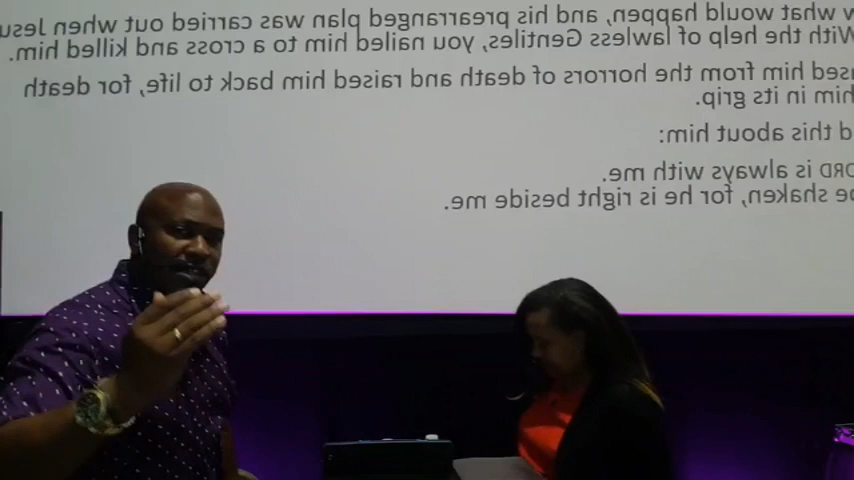 w what would happen, and his prearranged plan was carried out when Jesu
With the help of lawless Gentiles, you nailed him to a cross and killed him.
sed him from the horrors of death and raised him back to life, for death
him in its grip.
d this about him:
ORD is always with me.
be shaken, for he is right beside me.